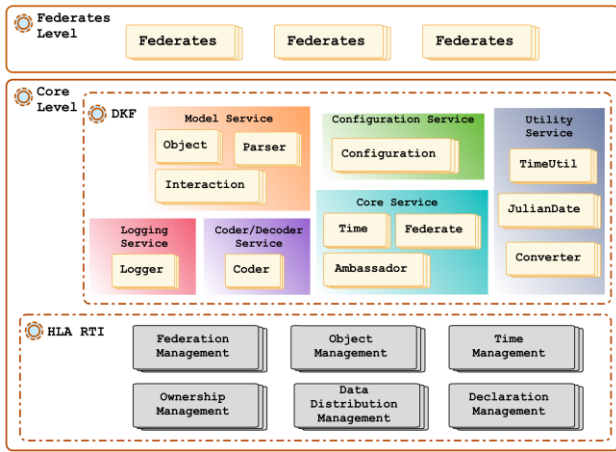 Federates
Level
Federates
Federates
Federates
Core
Level
DKF
Model Service
Object
Parser
Interaction
Configuration Service
Configuration
Utility
Service
TimeUtil
JulianDate
Converter
Logging
Service
Logger
Coder/Decoder
Service
Coder
Core Service
Time
Federate
Ambassador
HLA RTI
Federation
Management
Object
Management
Time
Management
Ownership
Management
Data
Distribution
Management
Declaration
Management